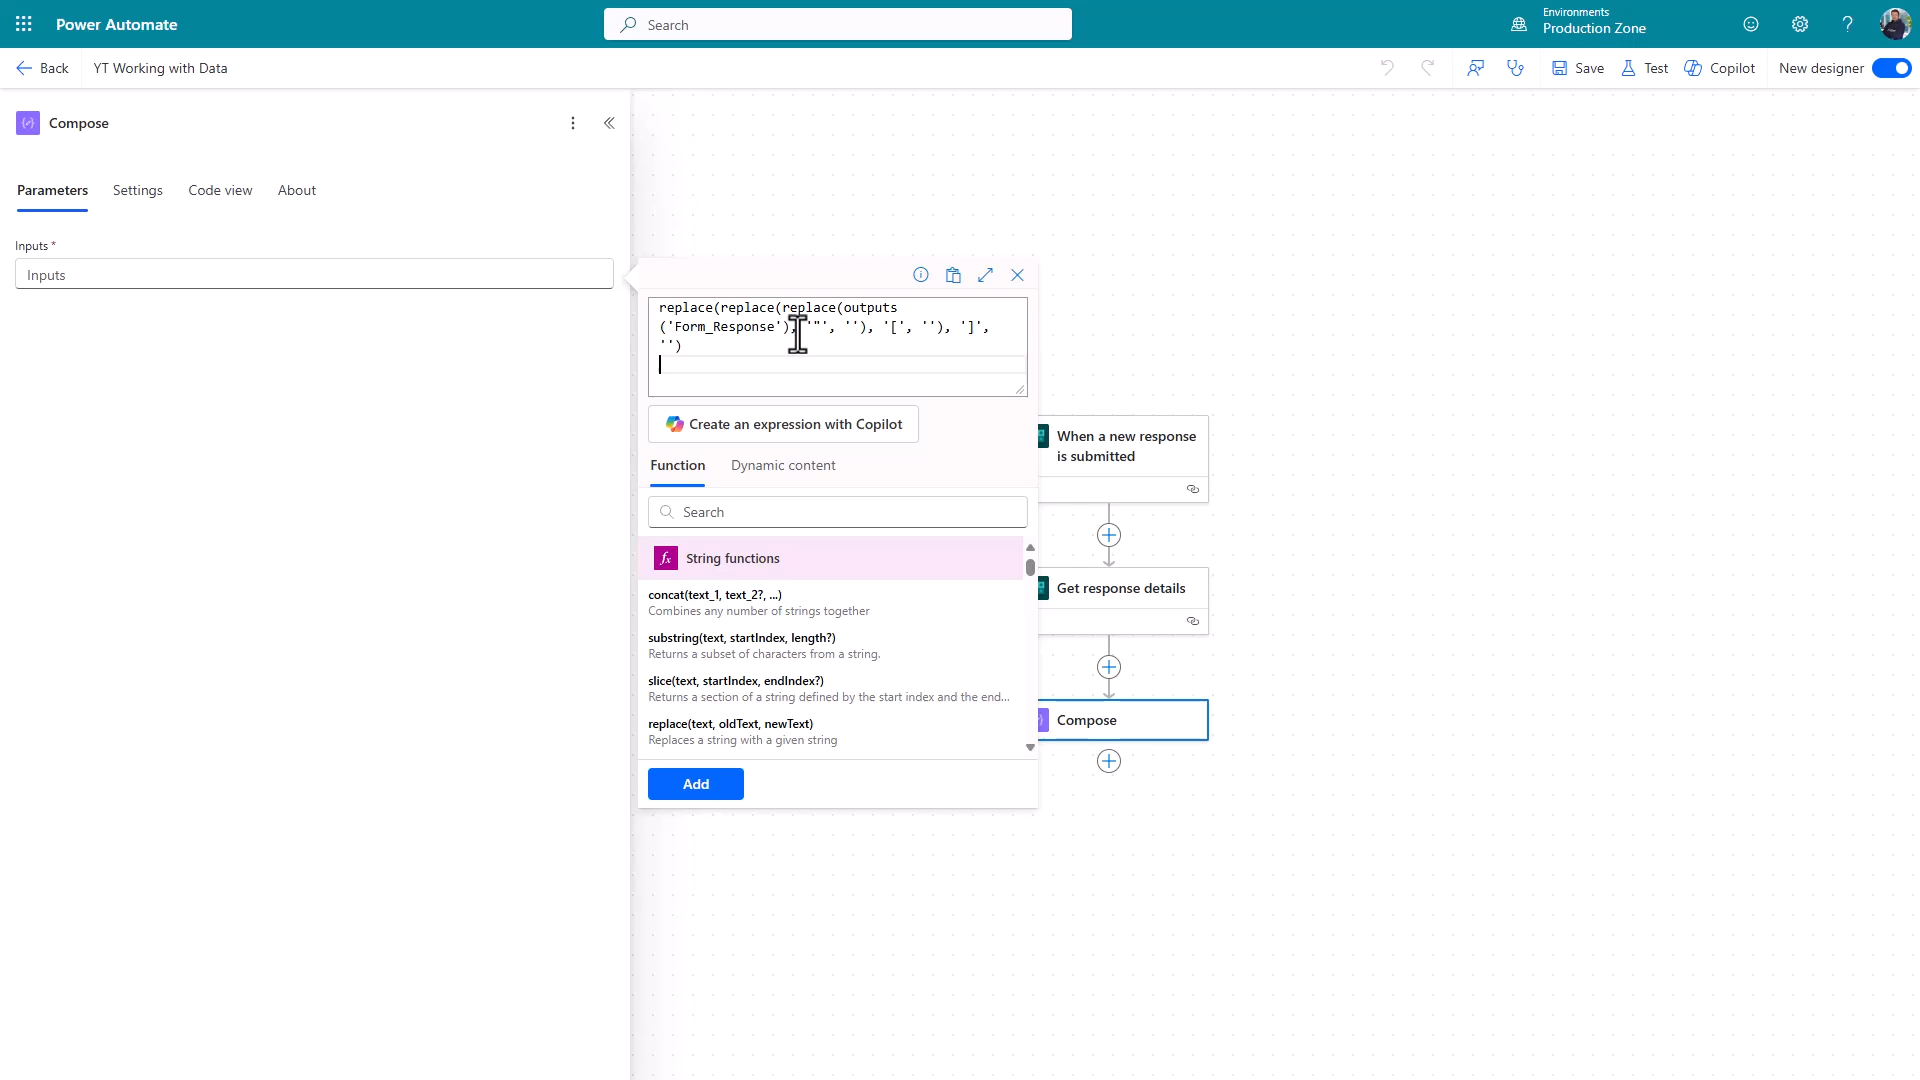 Power Automate
Search
Environments
Production Zone
?
Back
YT Working with Data
Save
Test
Copilot
New designer
Compose
Parameters
Settings
Code view
About
Inputs *
Inputs
replace(replace(replace(outputs
('Form_Response'), '"', ''), '[', ''), ']',
'')
Create an expression with Copilot
Function
Dynamic content
Search
fx
String functions
concat(text_1, text_2?, ...)
Combines any number of strings together
substring(text, startIndex, length?)
Returns a subset of characters from a string.
slice(text, startIndex, endIndex?)
Returns a section of a string defined by the start index and the end...
replace(text, oldText, newText)
Replaces a string with a given string
Add
When a new response
is submitted
Get response details
Compose